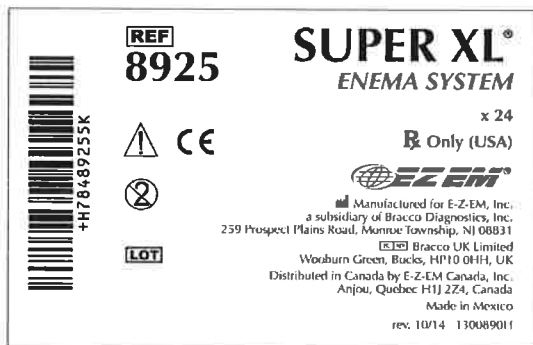 REF
8925
SUPER XL®
ENEMA SYSTEM
x 24
℞ Only (USA)
CE
2
LOT
+H78489255K
EZEM®
Manufactured for E-Z-EM, Inc.
a subsidiary of Bracco Diagnostics, Inc.
259 Prospect Plains Road, Monroe Township, NJ 08831
EC REP Bracco UK Limited
Wooburn Green, Bucks, HP10 0HH, UK
Distributed in Canada by E-Z-EM Canada, Inc.
Anjou, Quebec H1J 2Z4, Canada
Made in Mexico
rev. 10/14